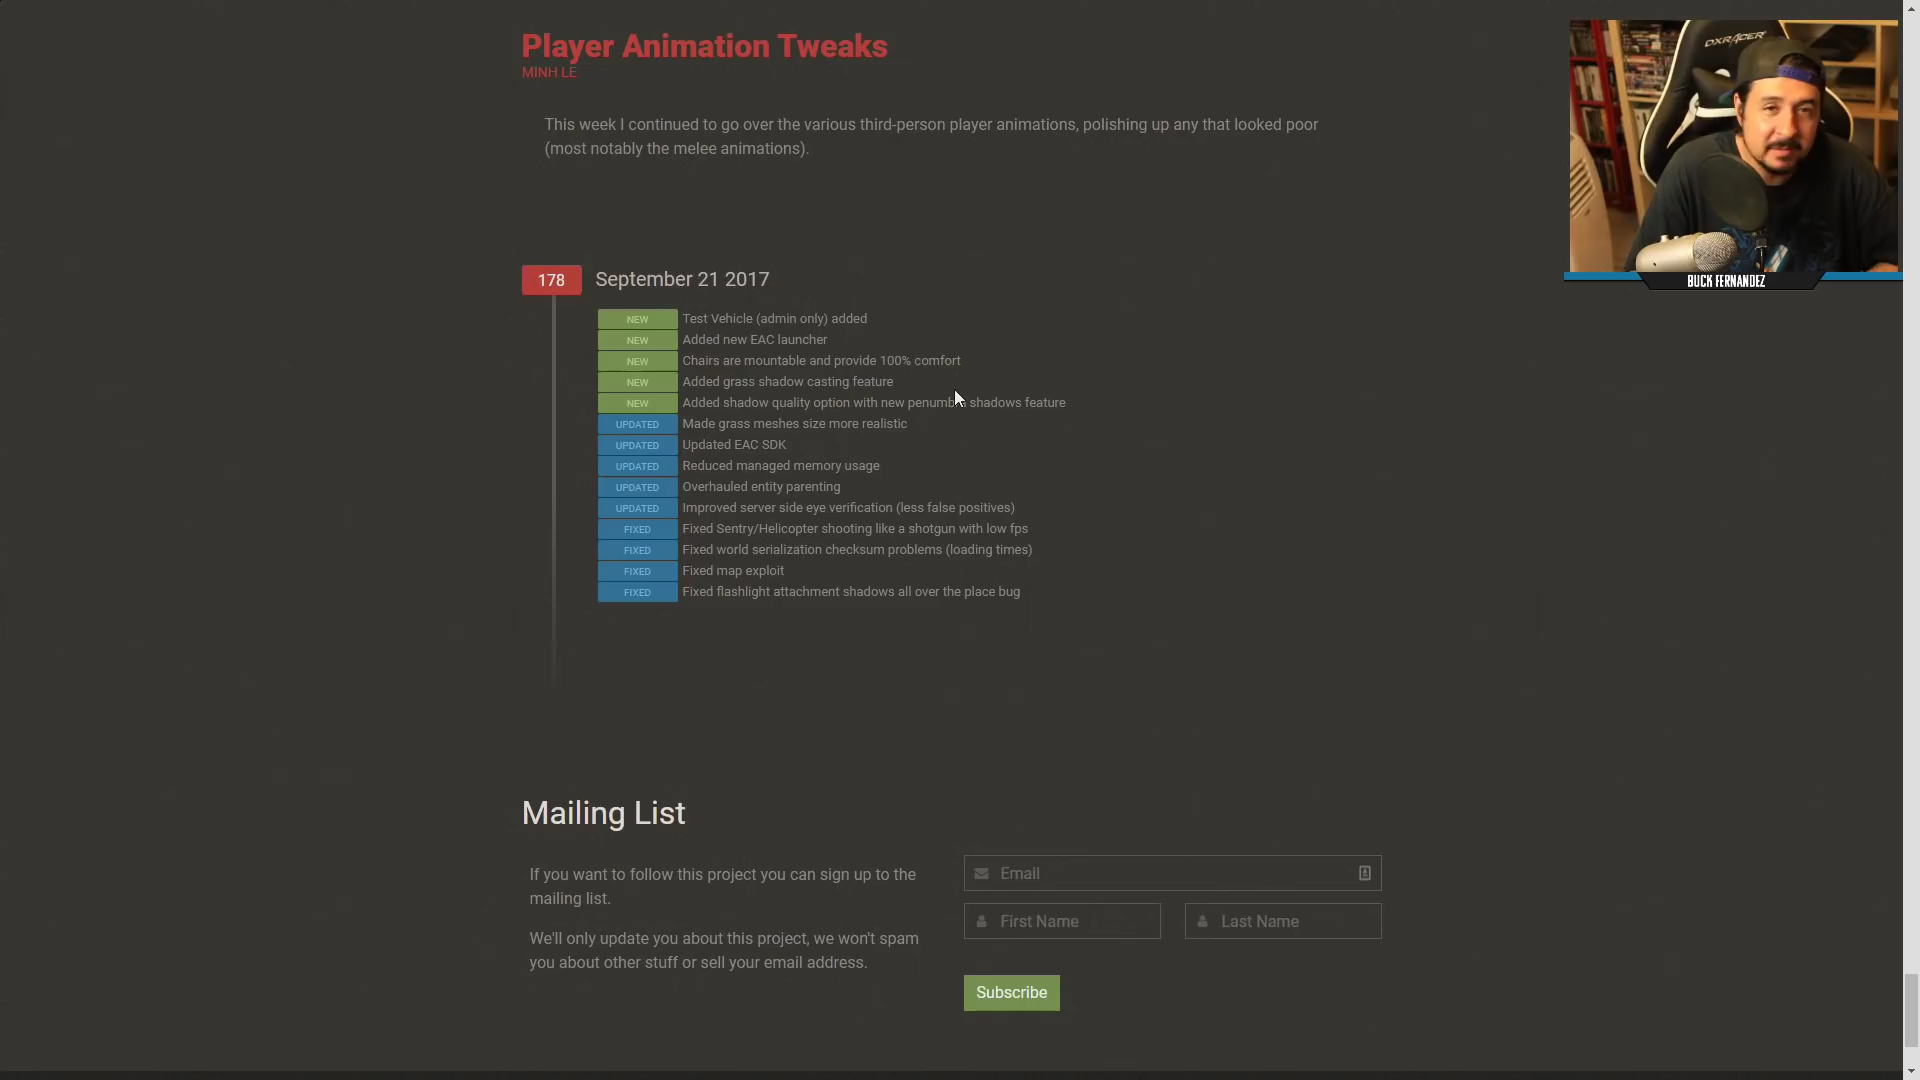 Player Animation Tweaks
MINH LE
This week I continued to go over the various third-person player animations, polishing up any that looked poor
(most notably the melee animations).
178 September 21 2017
NEW Test Vehicle (admin only) added
NEW Added new EAC launcher
NEW Chairs are mountable and provide 100% comfort
NEW Added grass shadow casting feature
NEW Added shadow quality option with new penumbra shadows feature
UPDATED Made grass meshes size more realistic
UPDATED Updated EAC SDK
UPDATED Reduced managed memory usage
UPDATED Overhauled entity parenting
UPDATED Improved server side eye verification (less false positives)
FIXED Fixed Sentry/Helicopter shooting like a shotgun with low fps
FIXED Fixed world serialization checksum problems (loading times)
FIXED Fixed map exploit
FIXED Fixed flashlight attachment shadows all over the place bug
Mailing List
If you want to follow this project you can sign up to the
mailing list.
We'll only update you about this project, we won't spam
you about other stuff or sell your email address.
Email
First Name Last Name
Subscribe
DXRACER
BUCK FERNANDEZ